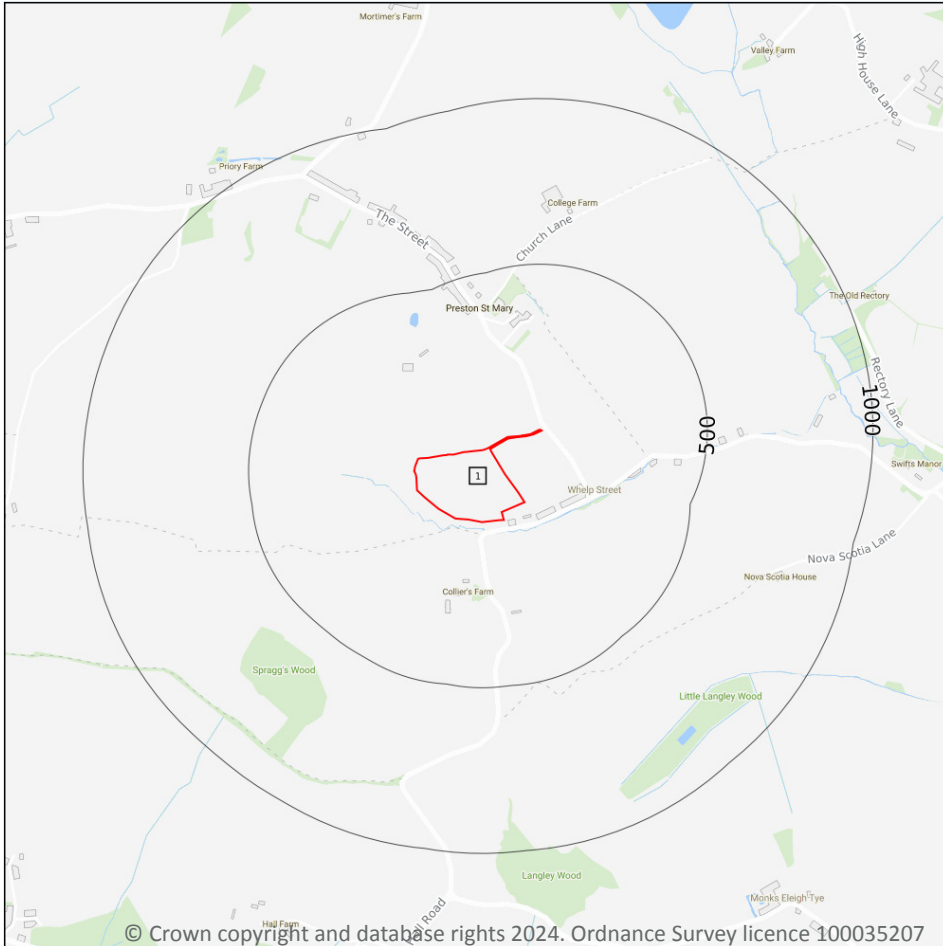 Mortimer's Farm
Valley Farm
High House Lane
Priory Farm
College Farm
The Street
Church Lane
The Old Rectory
Preston St Mary
Rectory Lane
1000
500
Swifts Manor
1
Whelp Street
Nova Scotia Lane
Nova Scotia House
Collier's Farm
Spragg's Wood
Little Langley Wood
Langley Wood
Monks Eleigh Tye
Hall Farm
Hall Road
© Crown copyright and database rights 2024. Ordnance Survey licence 100035207